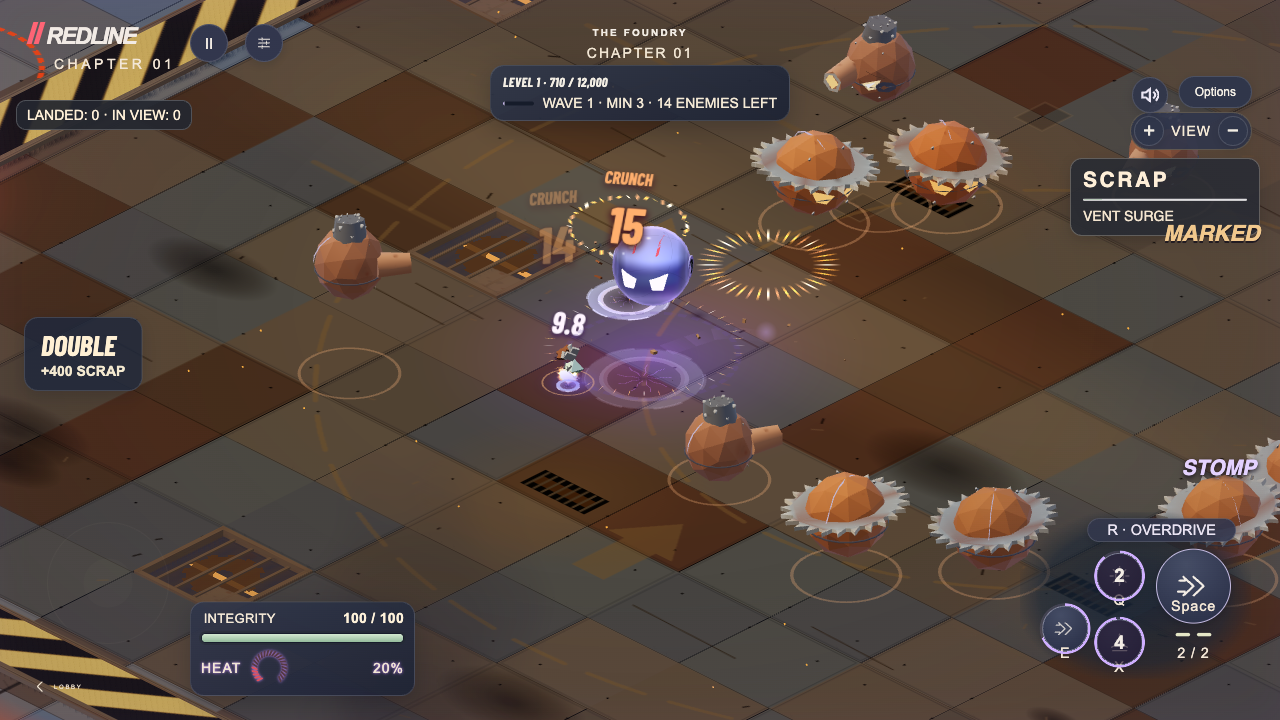 REDLINE
CHAPTER 01
LANDED: 0 · IN VIEW: 0
THE FOUNDRY
CHAPTER 01
LEVEL 1 · 710 / 12,000
WAVE 1 · MIN 3 · 14 ENEMIES LEFT
Options
+ VIEW −
SCRAP
VENT SURGE
MARKED
CRUNCH
14
CRUNCH
15
9.8
DOUBLE
+400 SCRAP
STOMP
R · OVERDRIVE
2
Q
Space
E
4
X
2 / 2
INTEGRITY 100 / 100
HEAT 20%
LOBBY